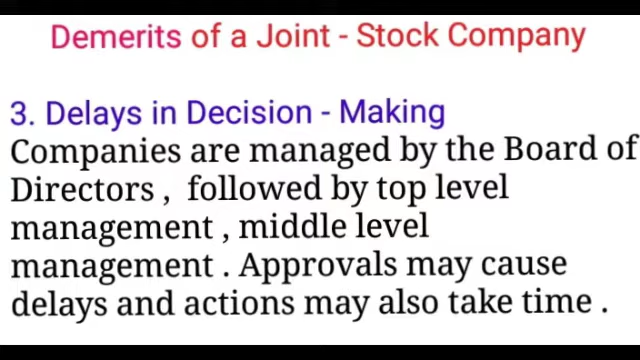 Demerits of a Joint - Stock Company
3. Delays in Decision - Making
Companies are managed by the Board of
Directors , followed by top level
management , middle level
management . Approvals may cause
delays and actions may also take time .